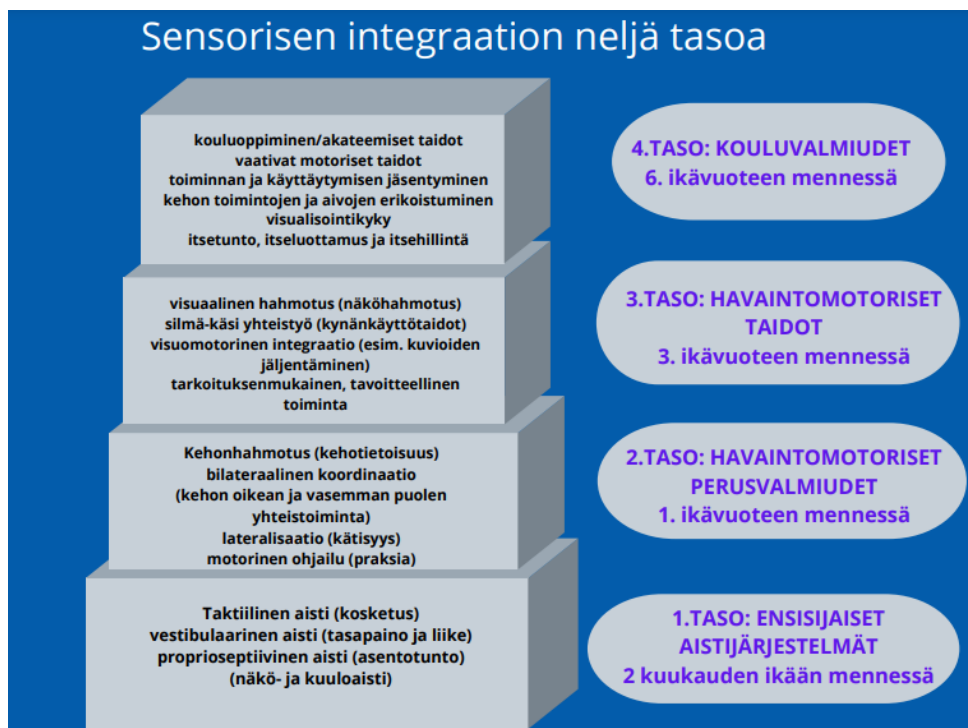 Sensorisen integraation neljä tasoa
kouluoppiminen/akateemiset taidot
vaativat motoriset taidot
toiminnan ja käyttäytymisen jäsentyminen
kehon toimintojen ja aivojen erikoistuminen
visualisointikyky
itsetunto, itseluottamus ja itsehillintä
4.TASO: KOULUVALMIUDET
6. ikävuoteen mennessä
visuaalinen hahmotus (näköhahmotus)
silmä-käsi yhteistyö (kynänkäyttötaidot)
visuomotorinen integraatio (esim. kuvioiden
jäljentäminen)
tarkoituksenmukainen, tavoitteellinen
toiminta
3.TASO: HAVAINTOMOTORISET
TAIDOT
3. ikävuoteen mennessä
Kehonhahmotus (kehotietoisuus)
bilateraalinen koordinaatio
(kehon oikean ja vasemman puolen
yhteistoiminta)
lateralisaatio (kätisyys)
motorinen ohjailu (praksia)
2.TASO: HAVAINTOMOTORISET
PERUSVALMIUDET
1. ikävuoteen mennessä
Taktiilinen aisti (kosketus)
vestibulaarinen aisti (tasapaino ja liike)
proprioseptiivinen aisti (asentotunto)
(näkö- ja kuuloaisti)
1.TASO: ENSISIJAISET
AISTIJÄRJESTELMÄT
2 kuukauden ikään mennessä